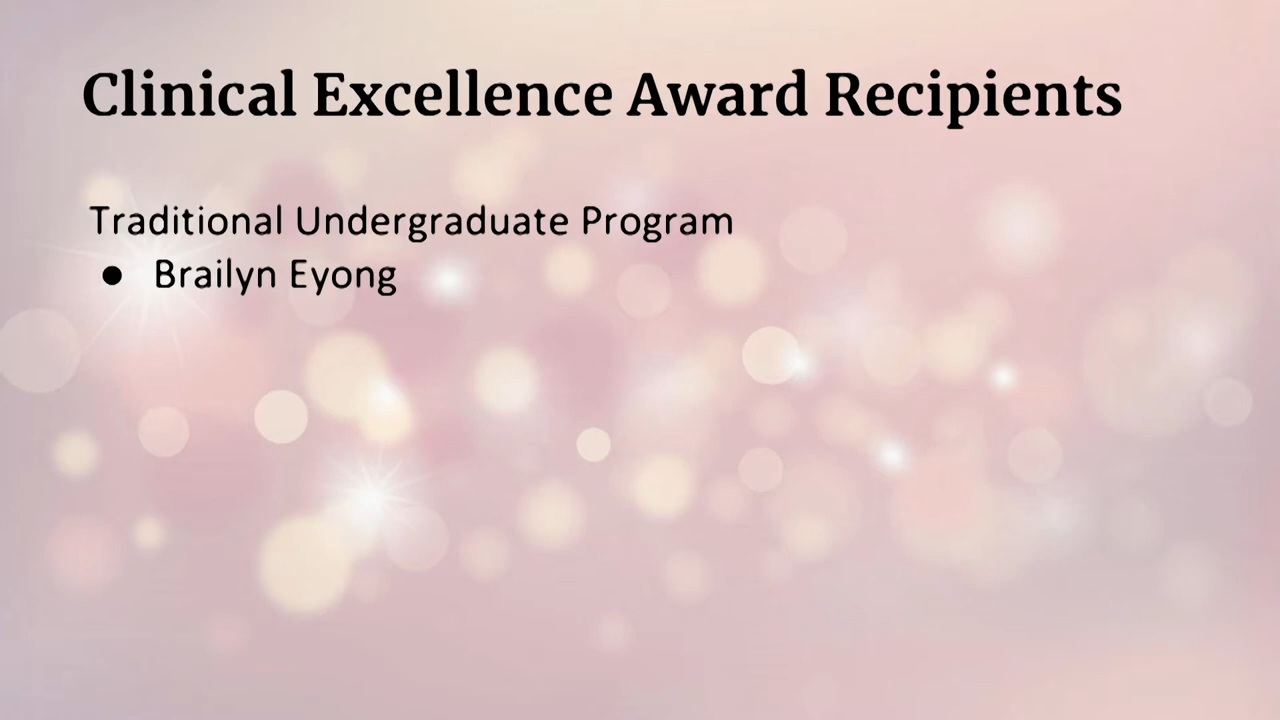 Clinical Excellence Award Recipients
Traditional Undergraduate Program
● Brailyn Eyong